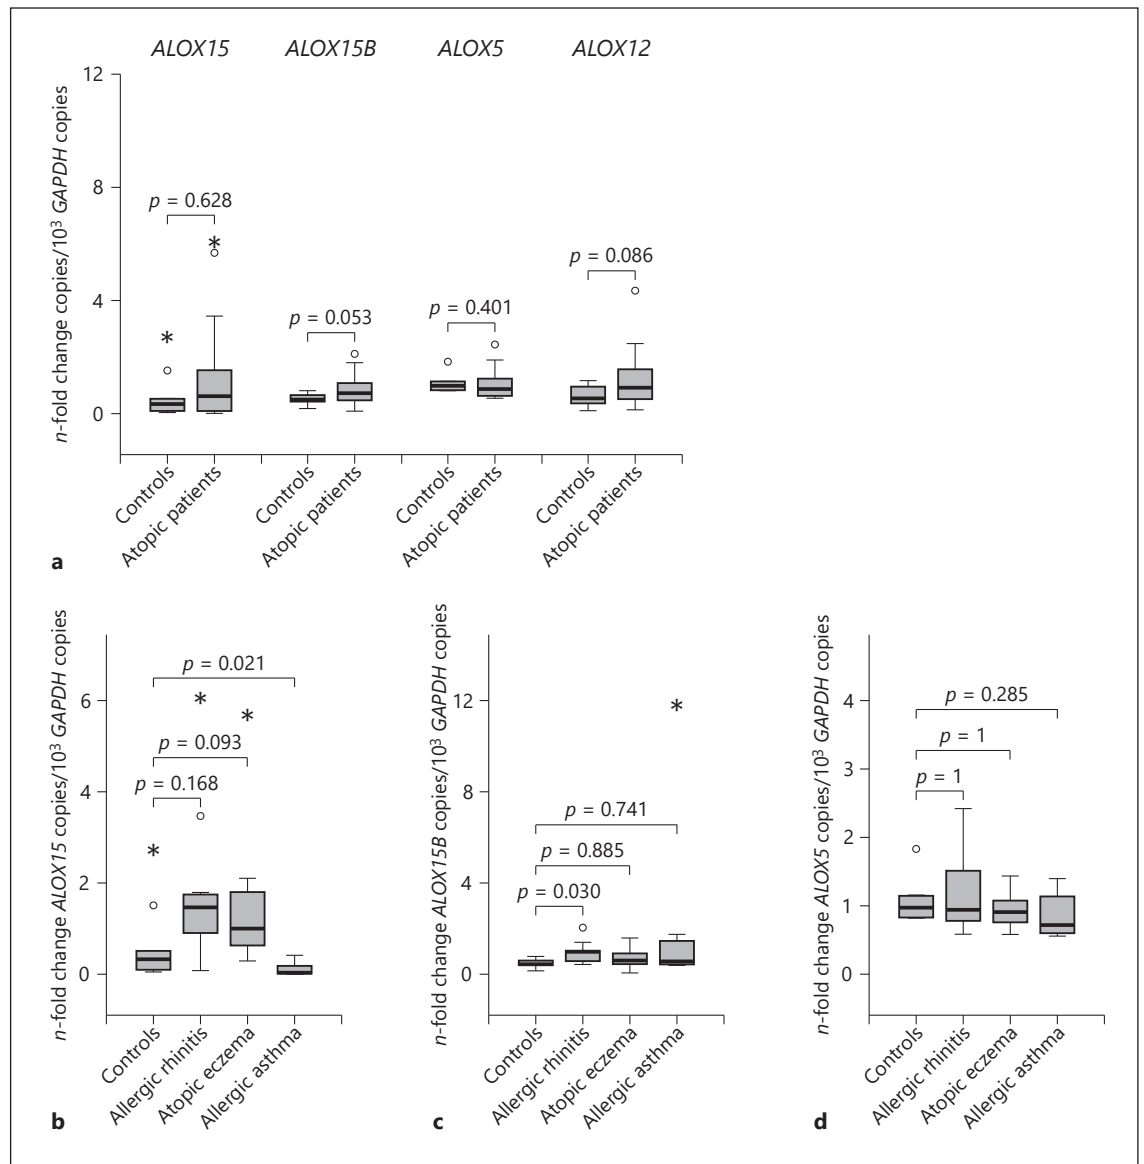 ALOX15 ALOX15B ALOX5 ALOX12
n-fold change copies/10³ GAPDH copies
12
8
4
0
p = 0.628
p = 0.053
p = 0.401
p = 0.086
*
*
Controls
Atopic patients
Controls
Atopic patients
Controls
Atopic patients
Controls
Atopic patients
a
n-fold change ALOX15 copies/10³ GAPDH copies
6
4
2
0
p = 0.021
p = 0.093
p = 0.168
*
*
*
Controls
Allergic rhinitis
Atopic eczema
Allergic asthma
b
n-fold change ALOX15B copies/10³ GAPDH copies
12
8
4
0
p = 0.741
p = 0.885
p = 0.030
*
Controls
Allergic rhinitis
Atopic eczema
Allergic asthma
c
n-fold change ALOX5 copies/10³ GAPDH copies
4
3
2
1
0
p = 0.285
p = 1
p = 1
Controls
Allergic rhinitis
Atopic eczema
Allergic asthma
d